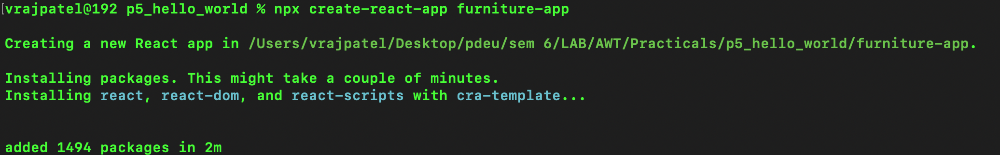 [vrajpatel@192 p5_hello_world % npx create-react-app furniture-app
Creating a new React app in /Users/vrajpatel/Desktop/pdeu/sem 6/LAB/AWT/Practicals/p5_hello_world/furniture-app.
Installing packages. This might take a couple of minutes.
Installing react, react-dom, and react-scripts with cra-template...
added 1494 packages in 2m